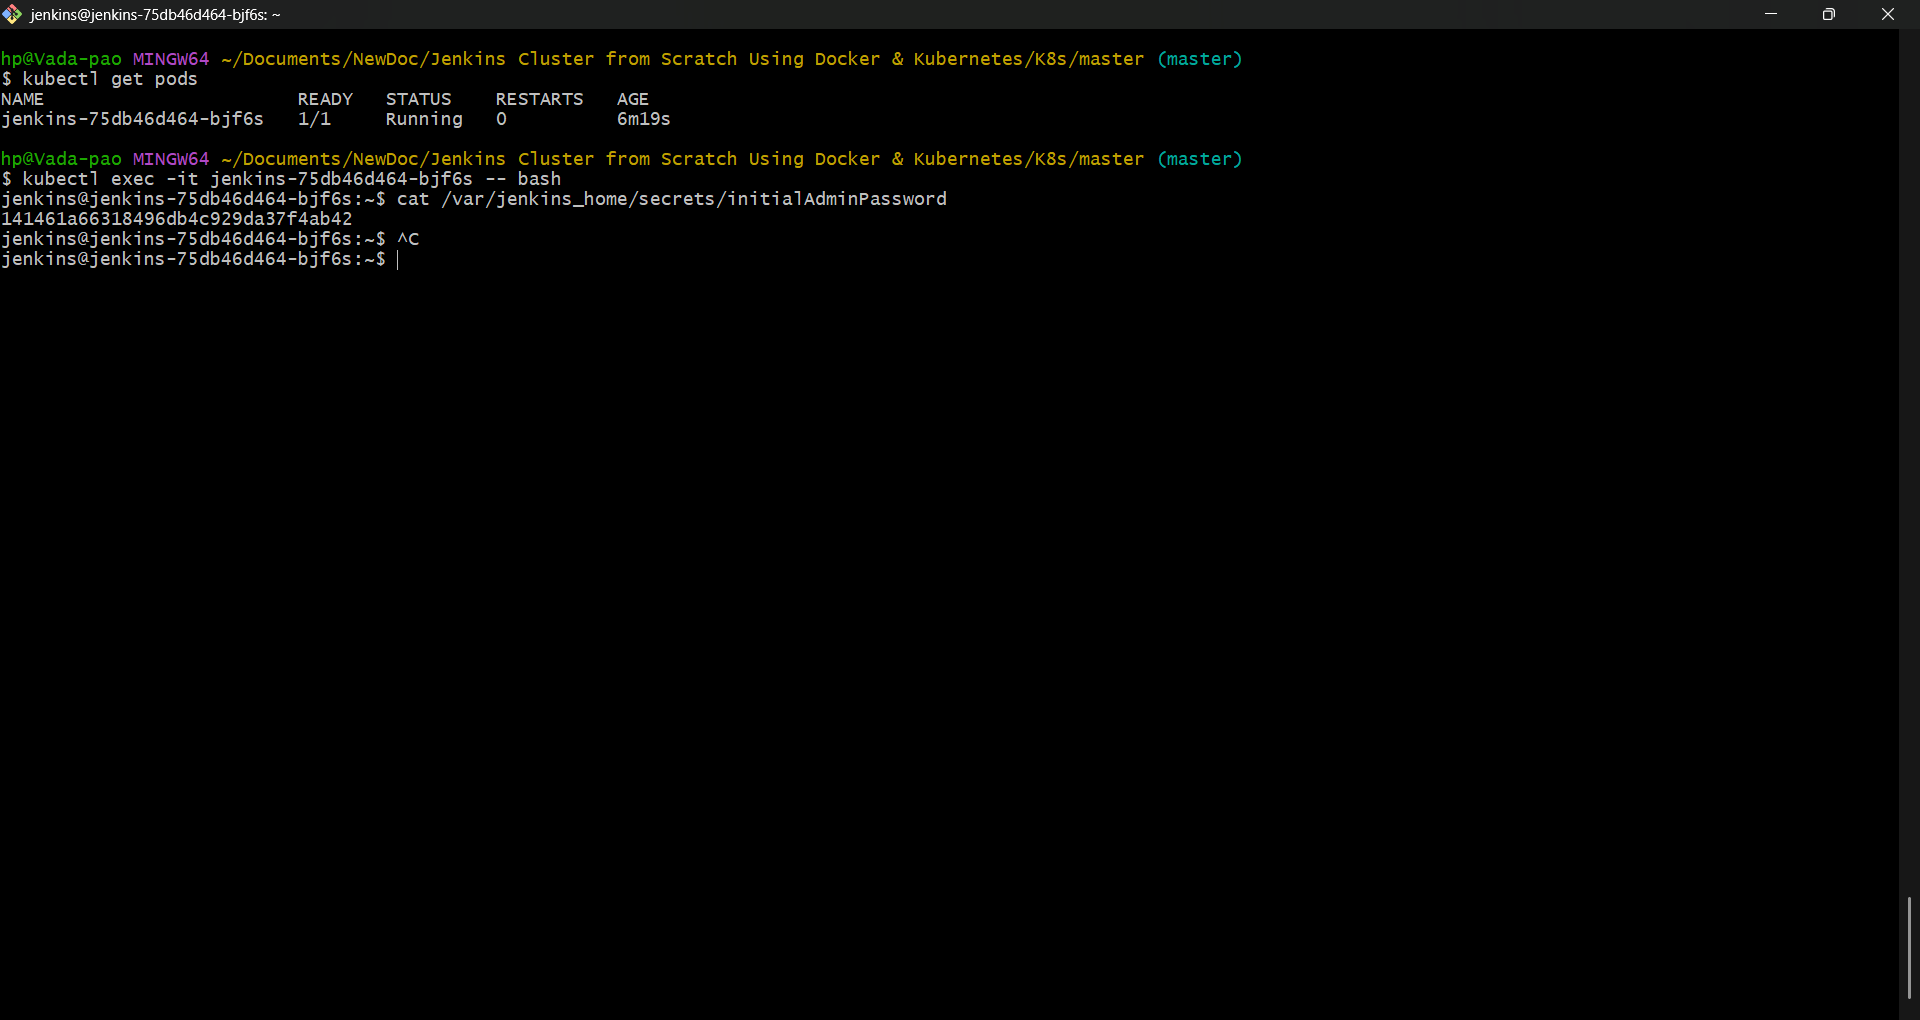 jenkins@jenkins-75db46d464-bjf6s: ~
hp@Vada-pao MINGW64 ~/Documents/NewDoc/Jenkins Cluster from Scratch Using Docker & Kubernetes/K8s/master (master)
$ kubectl get pods
NAME                       READY   STATUS    RESTARTS   AGE
jenkins-75db46d464-bjf6s   1/1     Running   0          6m19s
hp@Vada-pao MINGW64 ~/Documents/NewDoc/Jenkins Cluster from Scratch Using Docker & Kubernetes/K8s/master (master)
$ kubectl exec -it jenkins-75db46d464-bjf6s -- bash
jenkins@jenkins-75db46d464-bjf6s:~$ cat /var/jenkins_home/secrets/initialAdminPassword
141461a66318496db4c929da37f4ab42
jenkins@jenkins-75db46d464-bjf6s:~$ ^C
jenkins@jenkins-75db46d464-bjf6s:~$